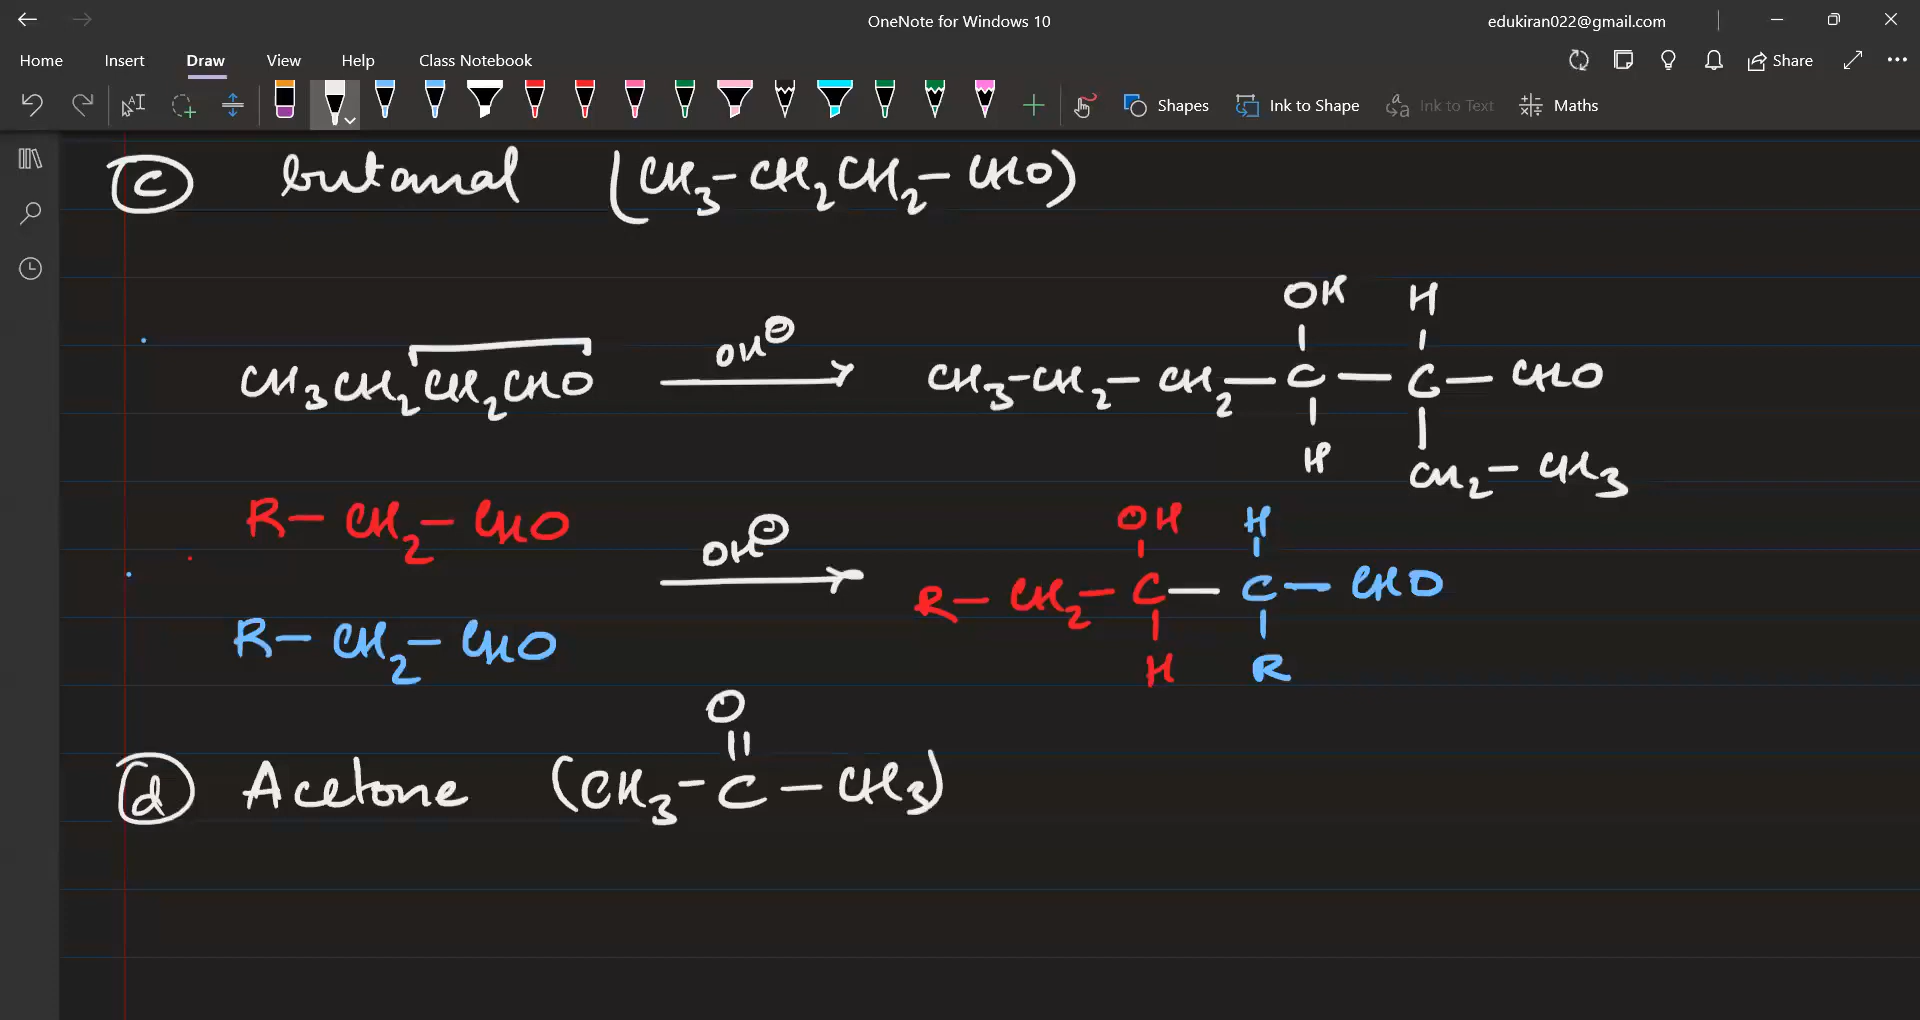 OneNote for Windows 10
edukiran022@gmail.com
Home Insert Draw View Help Class Notebook Share
Shapes Ink to Shape Ink to Text Maths
c butanal (CH3-CH2CH2-CHO)
OH H
CH3CH2CH2CHO OH⊖ → CH3-CH2-CH2-C-C-CHO
H CH2-CH3
R-CH2-CHO OH⊖ → OH H
R-CH2-C-C-CHO
R-CH2-CHO H R
O
d Acetone (CH3-C-CH3)